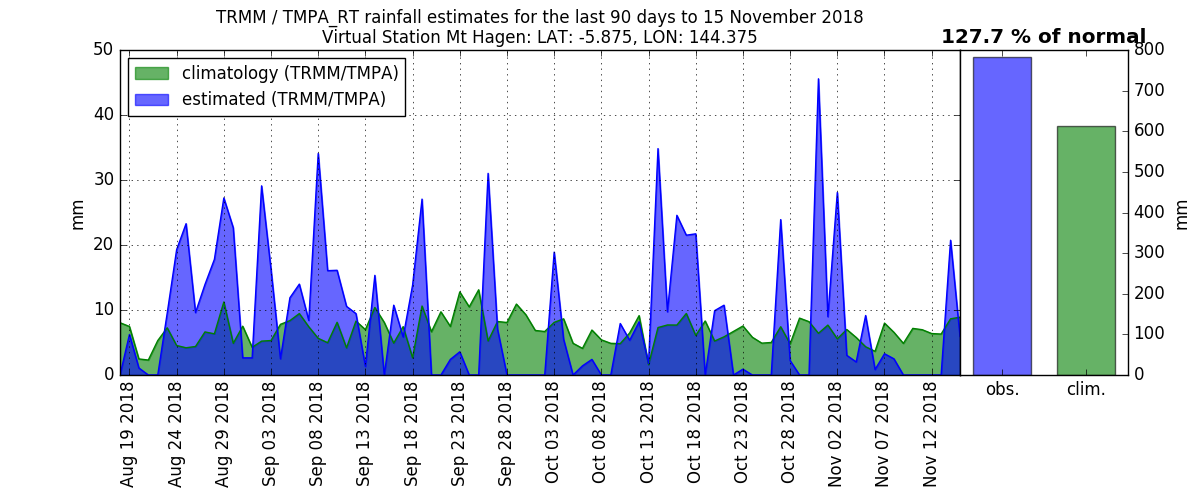 TRMM / TMPA_RT rainfall estimates for the last 90 days to 15 November 2018
Virtual Station Mt Hagen: LAT: -5.875, LON: 144.375
127.7 % of normal
climatology (TRMM/TMPA)
estimated (TRMM/TMPA)
mm
50
40
30
20
10
0
Aug 19 2018
Aug 24 2018
Aug 29 2018
Sep 03 2018
Sep 08 2018
Sep 13 2018
Sep 18 2018
Sep 23 2018
Sep 28 2018
Oct 03 2018
Oct 08 2018
Oct 13 2018
Oct 18 2018
Oct 23 2018
Oct 28 2018
Nov 02 2018
Nov 07 2018
Nov 12 2018
obs.
clim.
800
700
600
500
400
300
200
100
0
mm